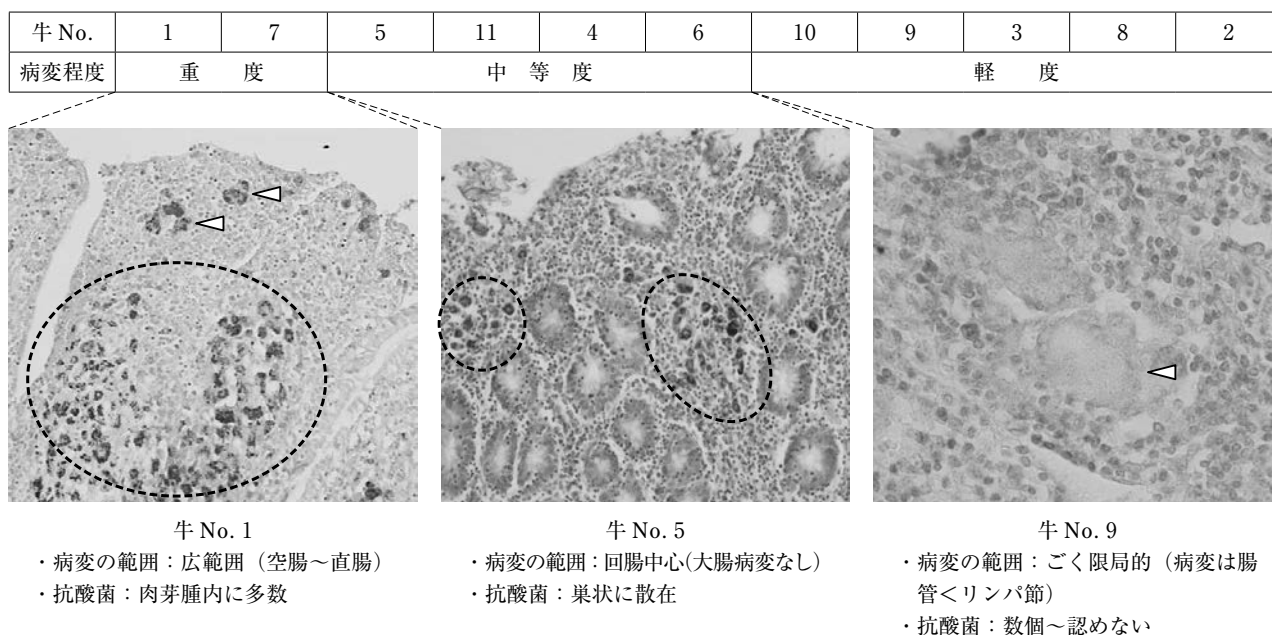 牛 No. 1 7 5 11 4 6 10 9 3 8 2
病変程度 重 度 中 等 度 軽 度
牛 No. 1
・病変の範囲：広範囲（空腸～直腸）
・抗酸菌：肉芽腫内に多数
牛 No. 5
・病変の範囲：回腸中心(大腸病変なし)
・抗酸菌：巣状に散在
牛 No. 9
・病変の範囲：ごく限局的（病変は腸
管＜リンパ節）
・抗酸菌：数個～認めない